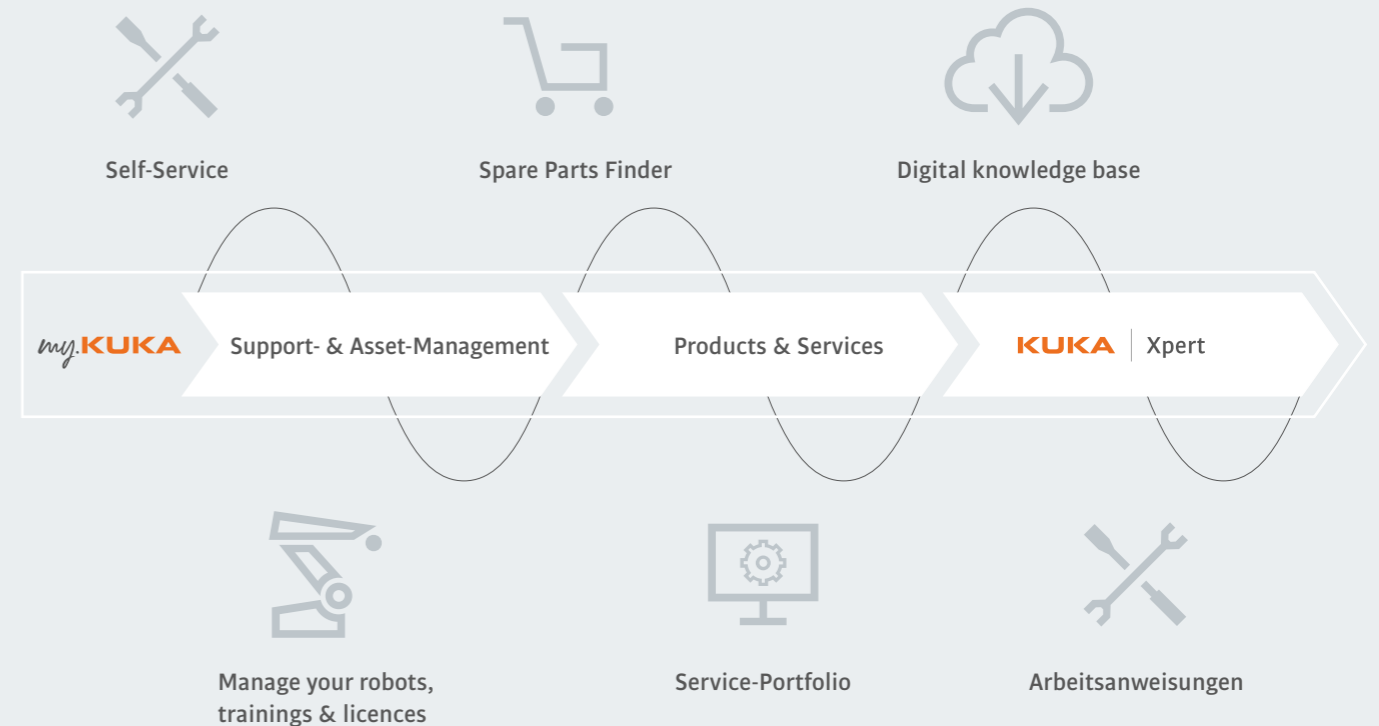 Self-Service
Spare Parts Finder
Digital knowledge base
my.KUKA
Support- & Asset-Management
Products & Services
KUKA | Xpert
Manage your robots,
trainings & licences
Service-Portfolio
Arbeitsanweisungen